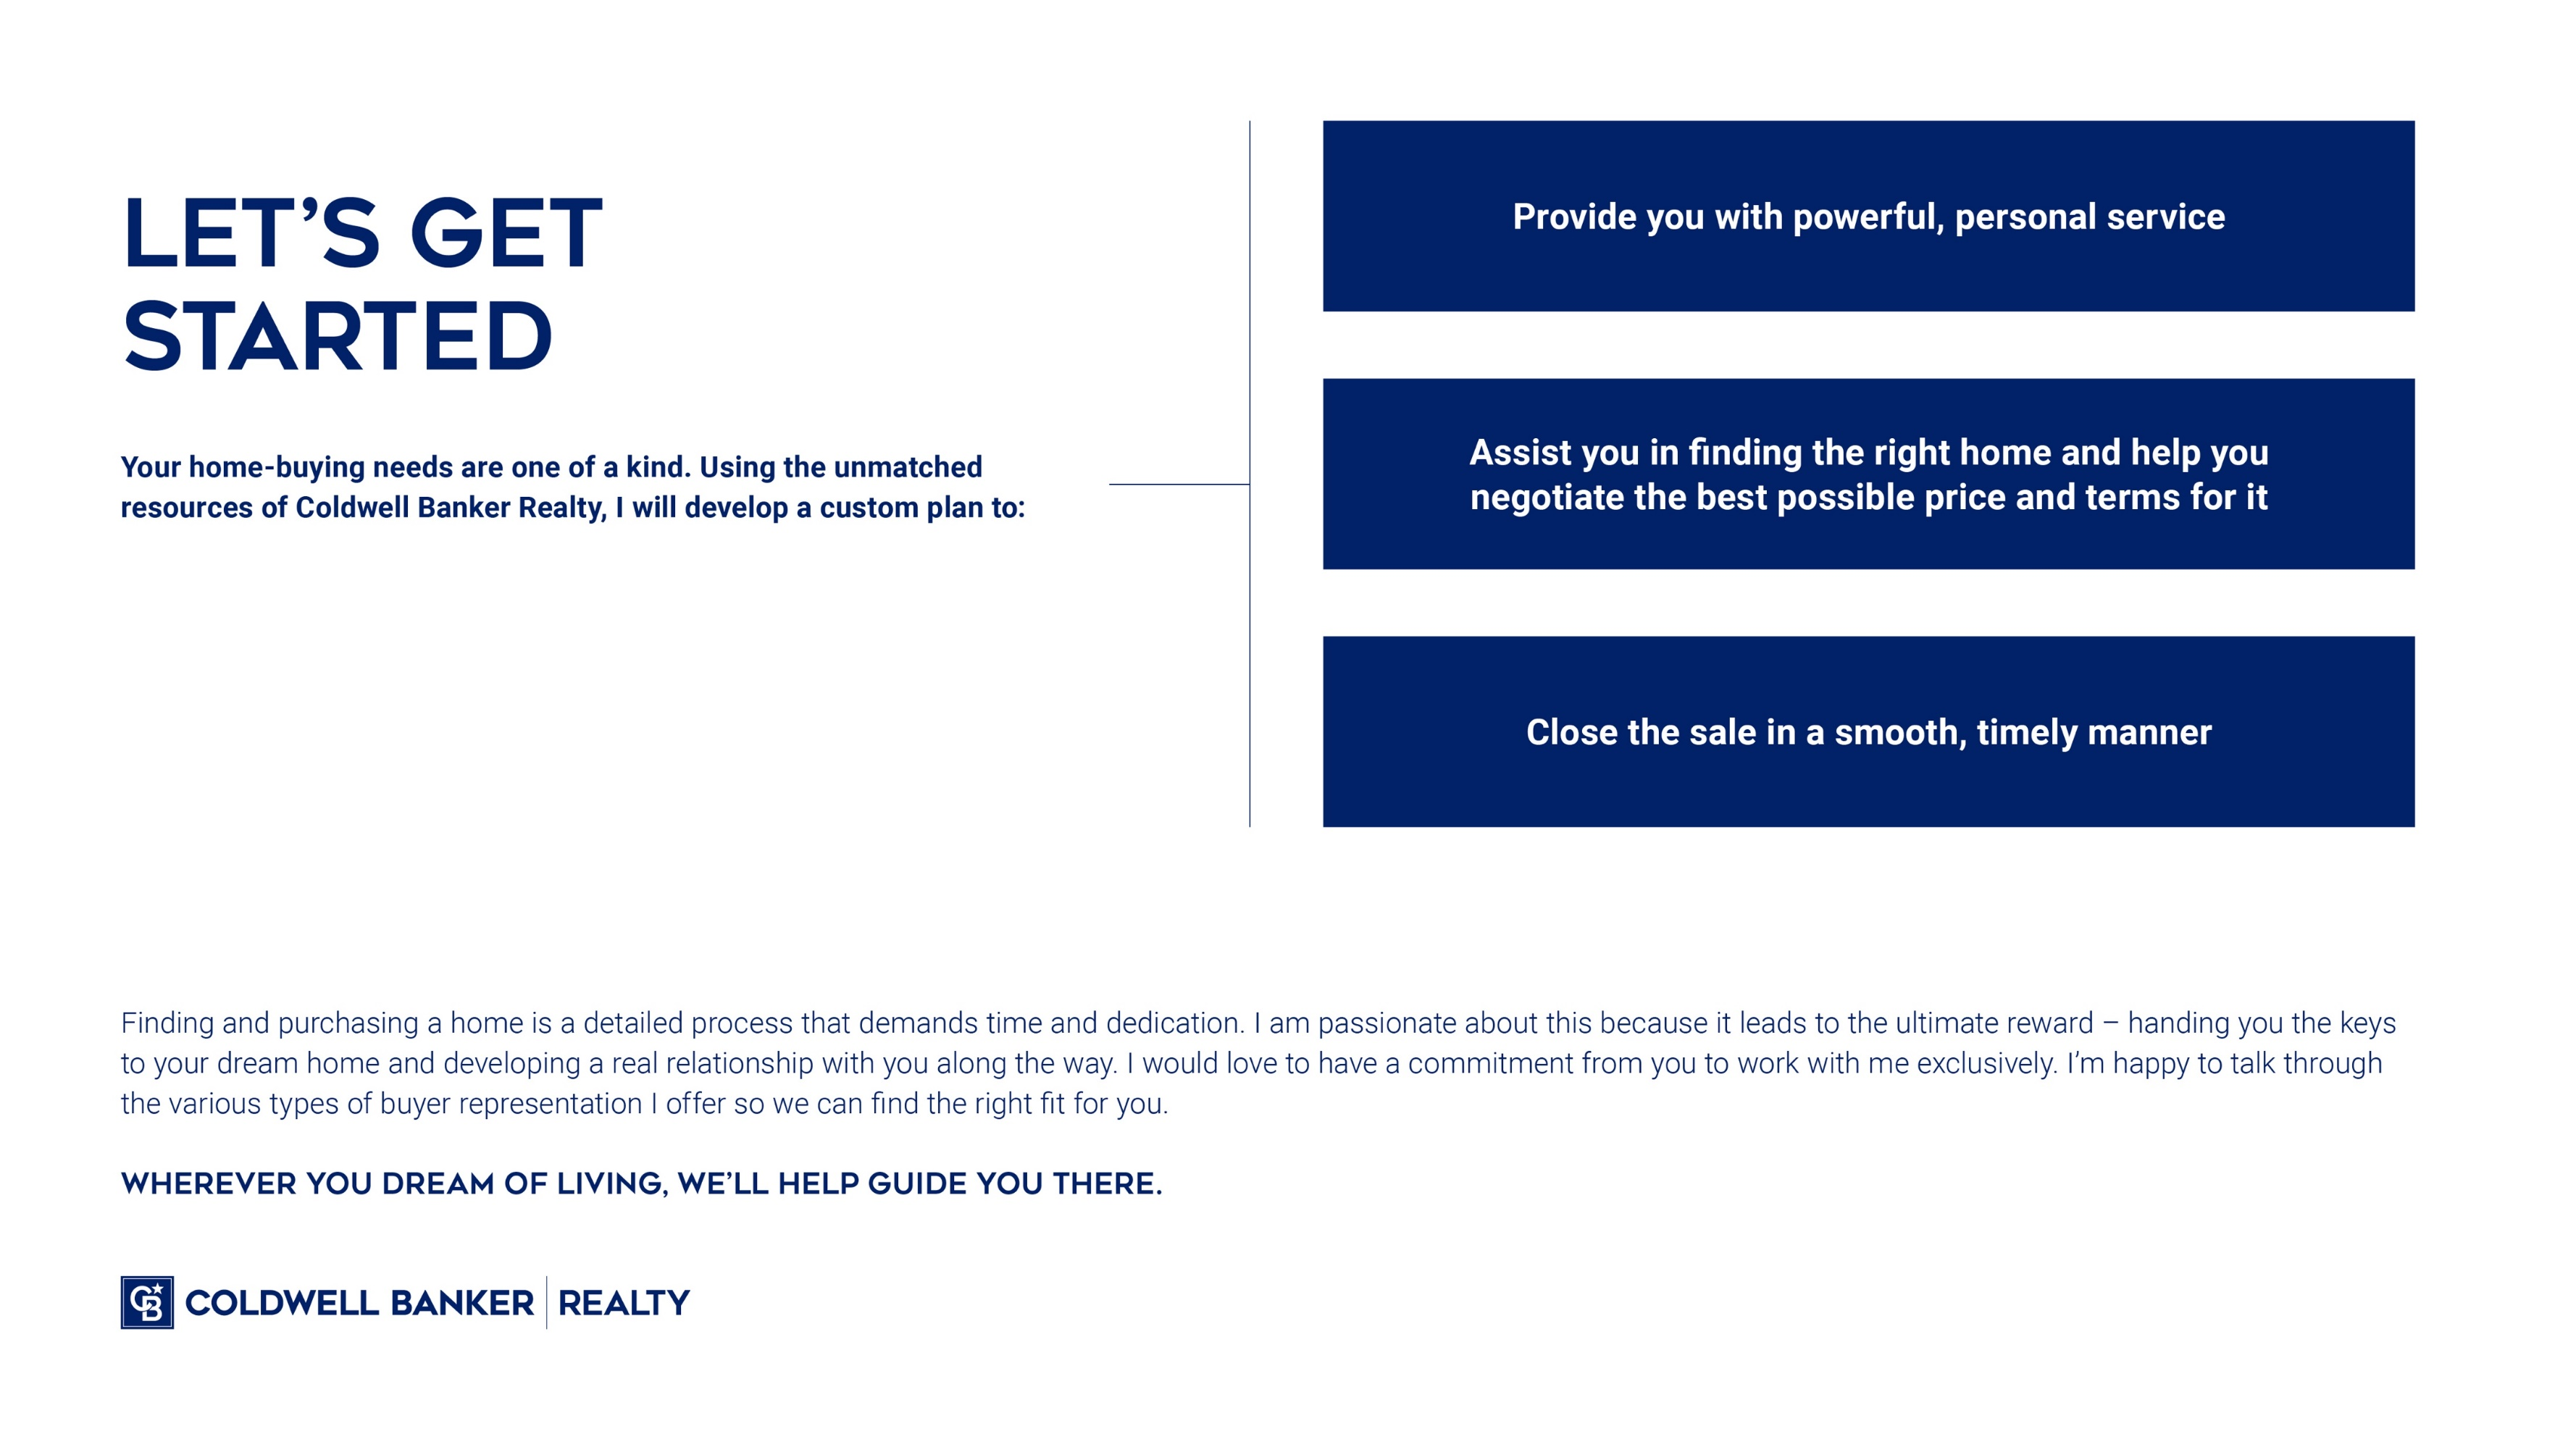 LET’S GET
STARTED
Your home-buying needs are one of a kind. Using the unmatched
resources of Coldwell Banker Realty, I will develop a custom plan to:
Provide you with powerful, personal service
Assist you in finding the right home and help you
negotiate the best possible price and terms for it
Close the sale in a smooth, timely manner
Finding and purchasing a home is a detailed process that demands time and dedication. I am passionate about this because it leads to the ultimate reward – handing you the keys
to your dream home and developing a real relationship with you along the way. I would love to have a commitment from you to work with me exclusively. I’m happy to talk through
the various types of buyer representation I offer so we can find the right fit for you.
WHEREVER YOU DREAM OF LIVING, WE’LL HELP GUIDE YOU THERE.
CB COLDWELL BANKER REALTY